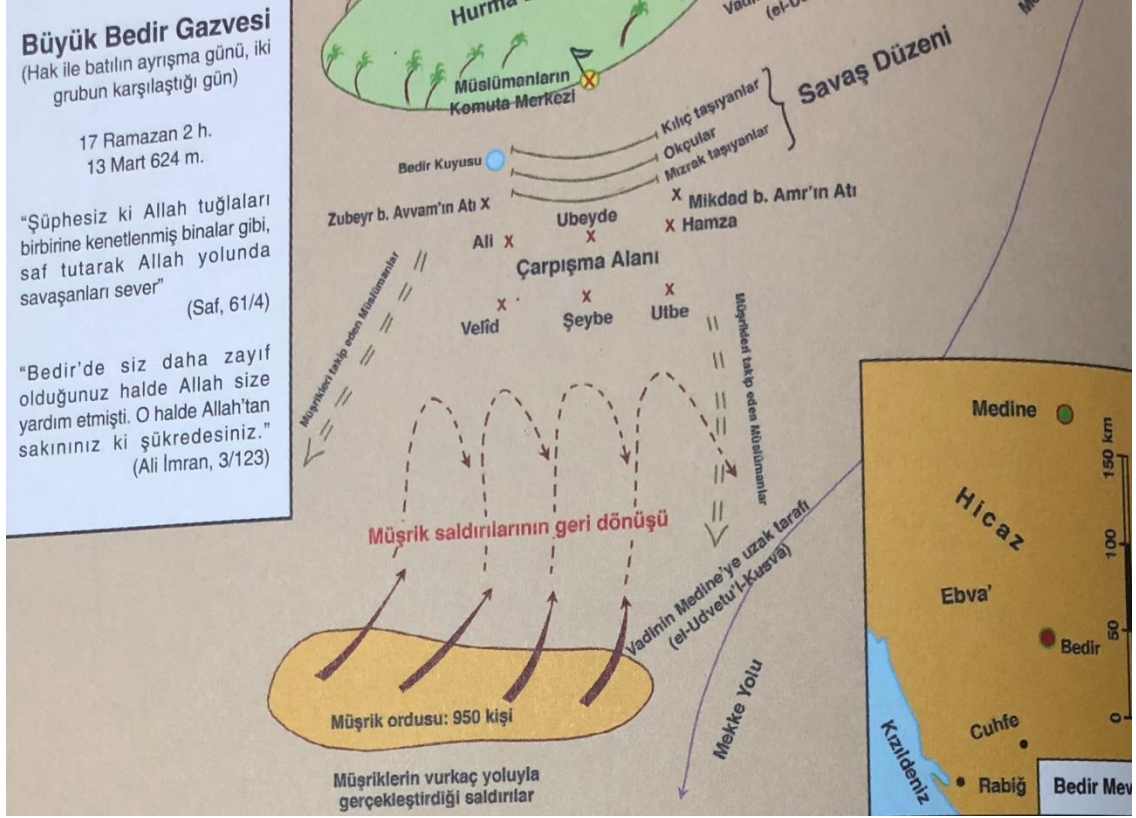 Büyük Bedir Gazvesi
(Hak ile batılın ayrışma günü, iki
grubun karşılaştığı gün)
17 Ramazan 2 h.
13 Mart 624 m.
“Şüphesiz ki Allah tuğlaları
birbirine kenetlenmiş binalar gibi,
saf tutarak Allah yolunda
savaşanları sever”
(Saf, 61/4)
“Bedir’de siz daha zayıf
olduğunuz halde Allah size
yardım etmişti. O halde Allah’tan
sakınınız ki şükredesiniz.”
(Ali İmran, 3/123)
Hurma
Müslümanların
Komuta Merkezi
Savaş Düzeni
Kılıç taşıyanlar
Okçular
Mızrak taşıyanlar
Bedir Kuyusu
Zubeyr b. Avvam’ın Atı X
X Mikdad b. Amr’ın Atı
Ubeyde
X
Ali X
X Hamza
Çarpışma Alanı
X
X
X
Velîd
Şeybe
Utbe
Müşrikleri takip eden Müslümanlar
Müşrikleri takip eden Müslümanlar
Müşrik saldırılarının geri dönüşü
Vadinin Medine’ye uzak tarafı
(el-Udvetu’l-Kusvâ)
Müşrik ordusu: 950 kişi
Müşriklerin vurkaç yoluyla
gerçekleştirdiği saldırılar
Mekke Yolu
Medine
Hicaz
Ebva’
Bedir
Cuhfe
Rabiğ
Kızıldeniz
150 km
100
50
0
Bedir